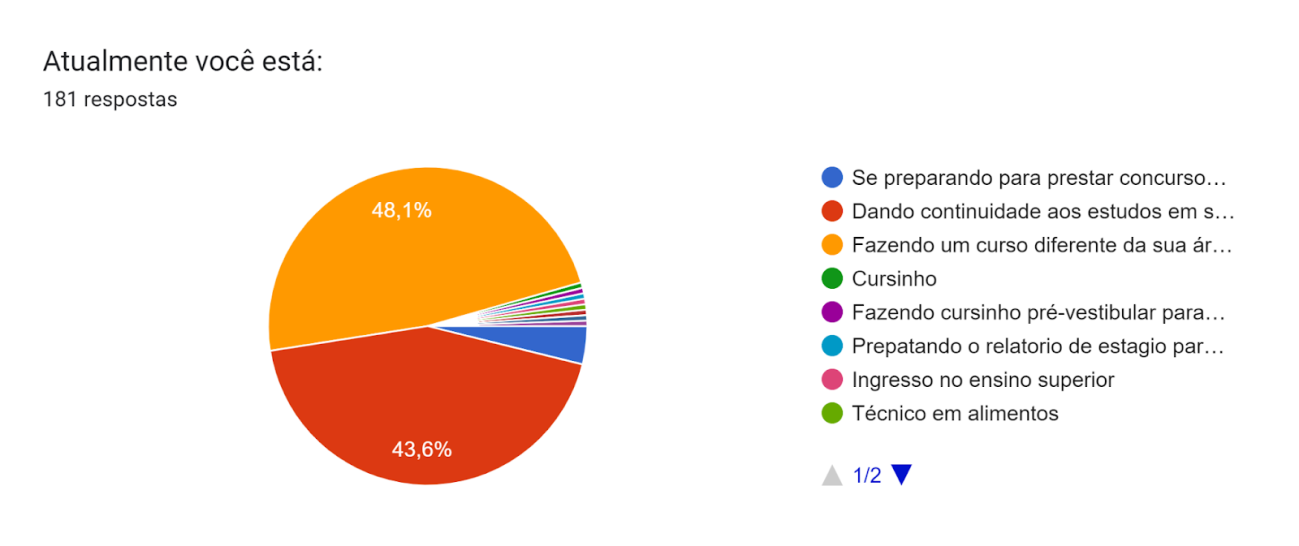 Atualmente você está:
181 respostas
48,1%
43,6%
Se preparando para prestar concurso…
Dando continuidade aos estudos em s…
Fazendo um curso diferente da sua ár…
Cursinho
Fazendo cursinho pré-vestibular para…
Prepatando o relatorio de estagio par…
Ingresso no ensino superior
Técnico em alimentos
1/2